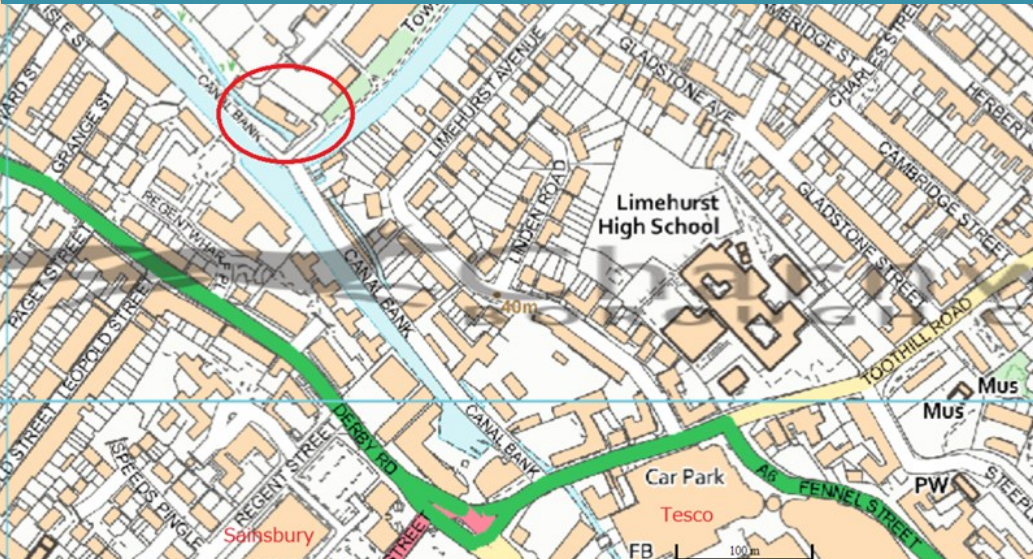 TOW
GLADSTONE AVE
CHARLES
HERBERT
CANAL BANK
GRANGE ST
LIMEHURST AVENUE
CAMBRIDGE STREET
LINDEN ROAD
Limehurst
High School
GLADSTONE STREET
REGENT WHARF
PAGET STREET
CANAL BANK
40m
LEOPOLD STREET
TOOTHILL ROAD
Mus
Mus
DERBY RD
CANAL BANK
REGENT STREET
SPEEDS PINGLE
Car Park
A6
FENNEL STREET
PW
Sainsbury
Tesco
STREET
FB
100 m